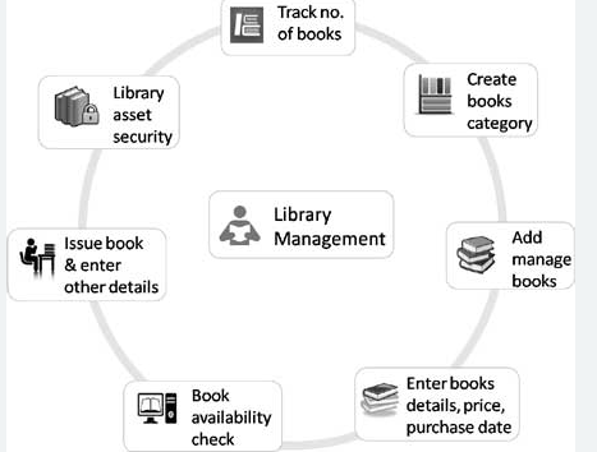 Track no.
of books
Create
books
category
Add
manage
books
Enter books
details, price,
purchase date
Book
availability
check
Issue book
& enter
other details
Library
asset
security
Library
Management